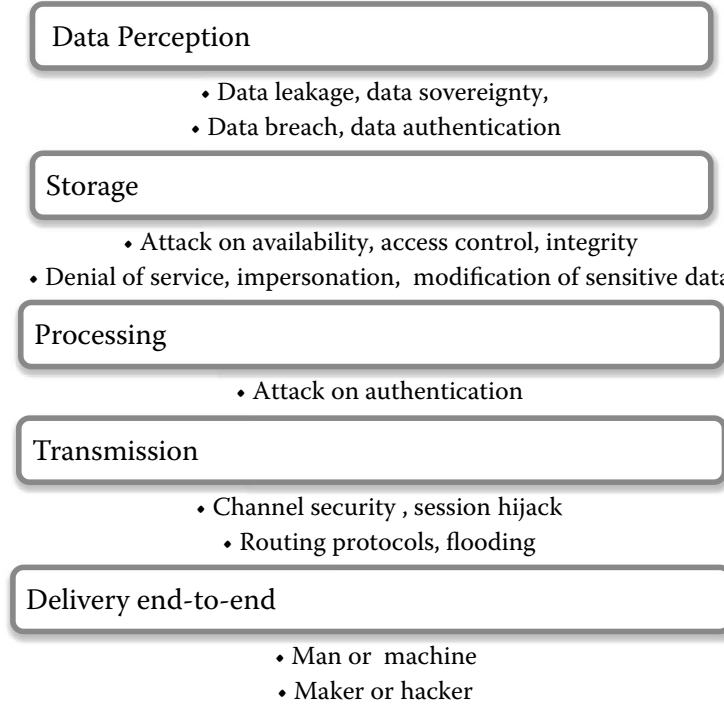 Data Perception
• Data leakage, data sovereignty,
• Data breach, data authentication
Storage
• Attack on availability, access control, integrity
• Denial of service, impersonation, modification of sensitive data
Processing
• Attack on authentication
Transmission
• Channel security , session hijack
• Routing protocols, flooding
Delivery end-to-end
• Man or machine
• Maker or hacker